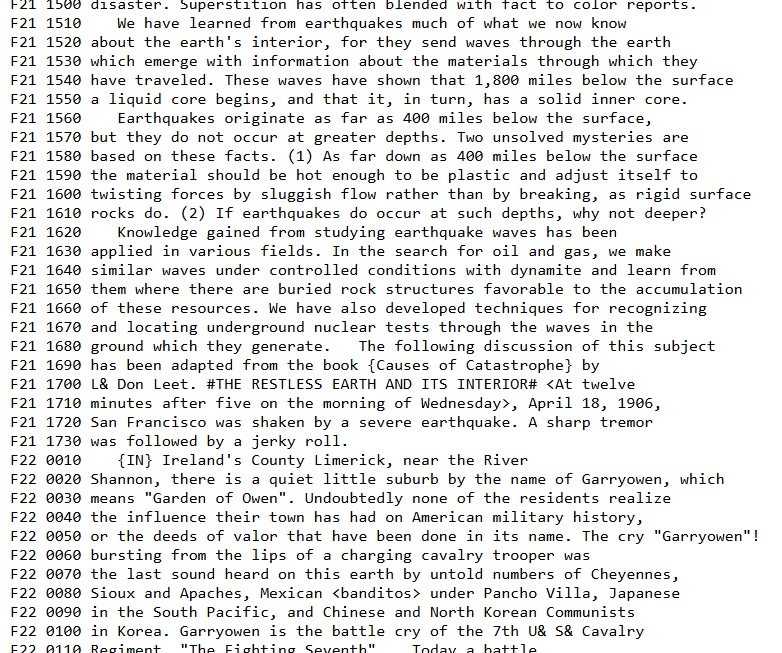 F21 1500 disaster. Superstition has often blended with fact to color reports.
F21 1510    We have learned from earthquakes much of what we now know
F21 1520 about the earth's interior, for they send waves through the earth
F21 1530 which emerge with information about the materials through which they
F21 1540 have traveled. These waves have shown that 1,800 miles below the surface
F21 1550 a liquid core begins, and that it, in turn, has a solid inner core.
F21 1560    Earthquakes originate as far as 400 miles below the surface,
F21 1570 but they do not occur at greater depths. Two unsolved mysteries are
F21 1580 based on these facts. (1) As far down as 400 miles below the surface
F21 1590 the material should be hot enough to be plastic and adjust itself to
F21 1600 twisting forces by sluggish flow rather than by breaking, as rigid surface
F21 1610 rocks do. (2) If earthquakes do occur at such depths, why not deeper?
F21 1620    Knowledge gained from studying earthquake waves has been
F21 1630 applied in various fields. In the search for oil and gas, we make
F21 1640 similar waves under controlled conditions with dynamite and learn from
F21 1650 them where there are buried rock structures favorable to the accumulation
F21 1660 of these resources. We have also developed techniques for recognizing
F21 1670 and locating underground nuclear tests through the waves in the
F21 1680 ground which they generate.   The following discussion of this subject
F21 1690 has been adapted from the book {Causes of Catastrophe} by
F21 1700 L& Don Leet. #THE RESTLESS EARTH AND ITS INTERIOR# <At twelve
F21 1710 minutes after five on the morning of Wednesday>, April 18, 1906,
F21 1720 San Francisco was shaken by a severe earthquake. A sharp tremor
F21 1730 was followed by a jerky roll.
F22 0010    {IN} Ireland's County Limerick, near the River
F22 0020 Shannon, there is a quiet little suburb by the name of Garryowen, which
F22 0030 means "Garden of Owen". Undoubtedly none of the residents realize
F22 0040 the influence their town has had on American military history,
F22 0050 or the deeds of valor that have been done in its name. The cry "Garryowen"!
F22 0060 bursting from the lips of a charging cavalry trooper was
F22 0070 the last sound heard on this earth by untold numbers of Cheyennes,
F22 0080 Sioux and Apaches, Mexican <banditos> under Pancho Villa, Japanese
F22 0090 in the South Pacific, and Chinese and North Korean Communists
F22 0100 in Korea. Garryowen is the battle cry of the 7th U& S& Cavalry
F22 0110 Regiment, "The Fighting Seventh".   Today a battle